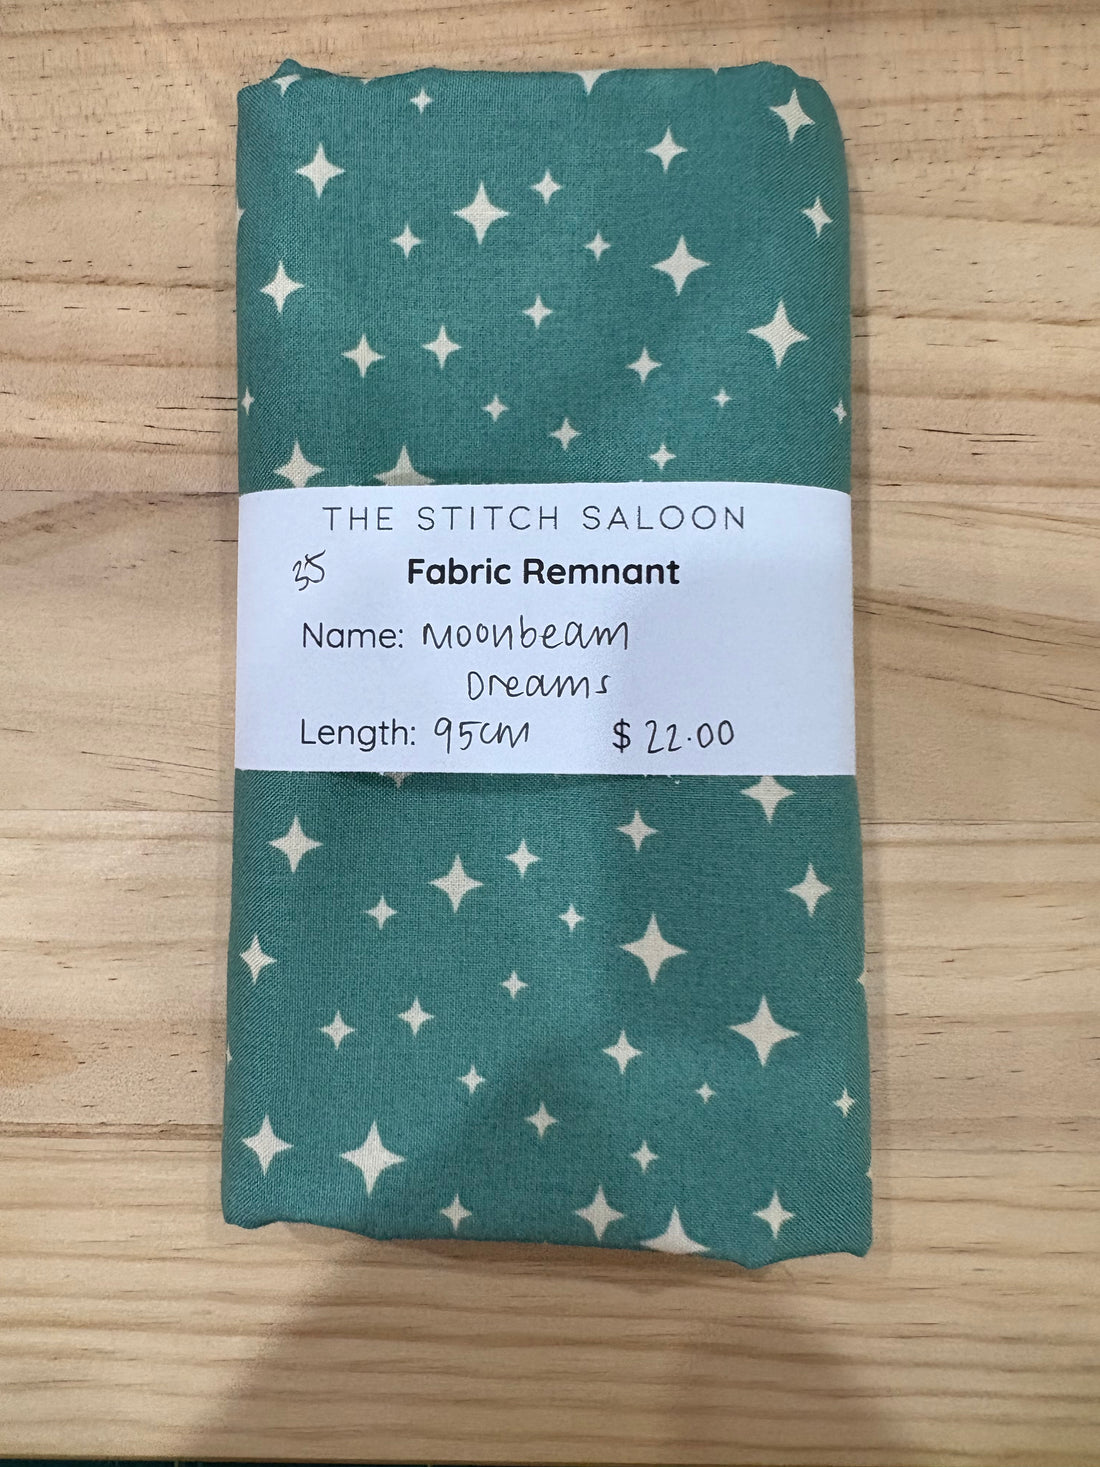 THE STITCH SALOON
35 Fabric Remnant
Name: Moonbeam
Dreams
Length: 95cm $ 22.00